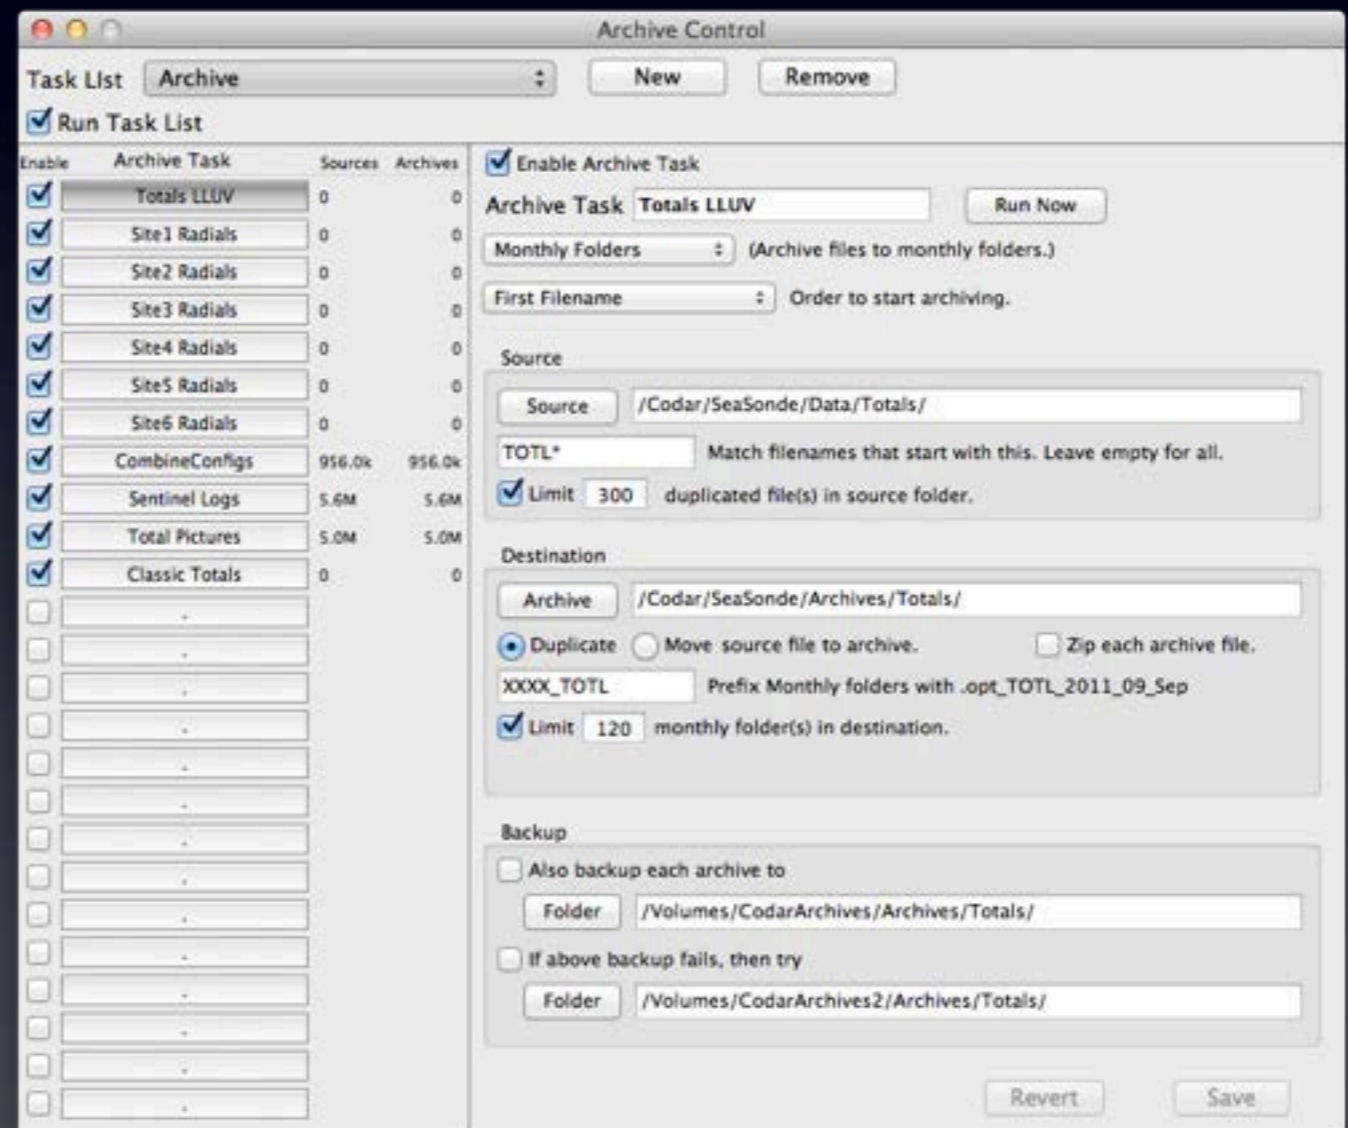 Archive Control
Task LIst Archive New Remove
Run Task List
Enable Archive Task Sources Archives
Totals LLUV 0 0
Site1 Radials 0 0
Site2 Radials 0 0
Site3 Radials 0 0
Site4 Radials 0 0
Site5 Radials 0 0
Site6 Radials 0 0
CombineConfigs 956.0k 956.0k
Sentinel Logs 5.6M 5.6M
Total Pictures 5.0M 5.0M
Classic Totals 0 0
.
.
.
.
.
.
.
.
.
.
.
.
.
.
Enable Archive Task
Archive Task Totals LLUV Run Now
Monthly Folders (Archive files to monthly folders.)
First Filename Order to start archiving.
Source
Source /Codar/SeaSonde/Data/Totals/
TOTL* Match filenames that start with this. Leave empty for all.
Limit 300 duplicated file(s) in source folder.
Destination
Archive /Codar/SeaSonde/Archives/Totals/
Duplicate Move source file to archive. Zip each archive file.
XXXX_TOTL Prefix Monthly folders with .opt_TOTL_2011_09_Sep
Limit 120 monthly folder(s) in destination.
Backup
Also backup each archive to
Folder /Volumes/CodarArchives/Archives/Totals/
If above backup fails, then try
Folder /Volumes/CodarArchives2/Archives/Totals/
Revert Save